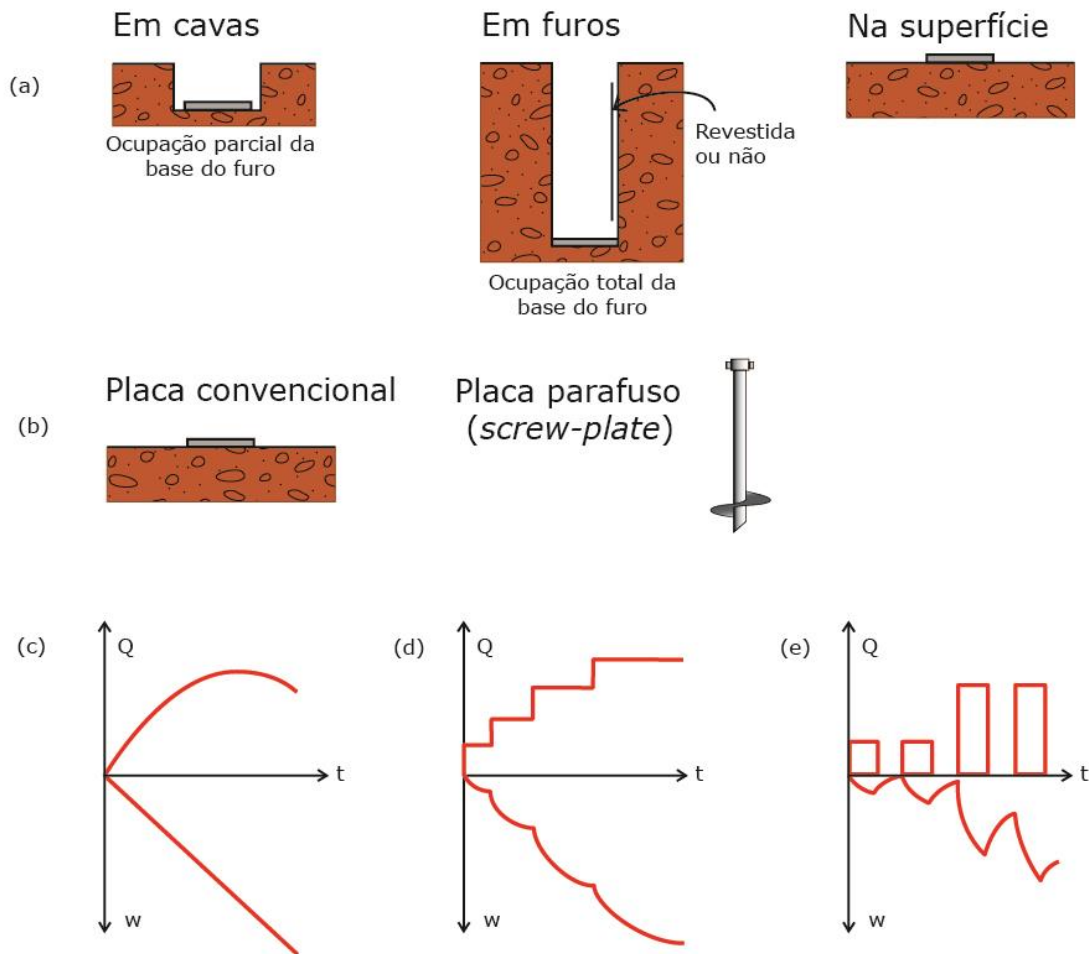 Em cavas
Em furos
Na superfície
(a)
Ocupação parcial da
base do furo
Revestida
ou não
Ocupação total da
base do furo
(b)
Placa convencional
Placa parafuso
(screw-plate)
(c)
Q
t
w
(d)
Q
t
w
(e)
Q
t
w